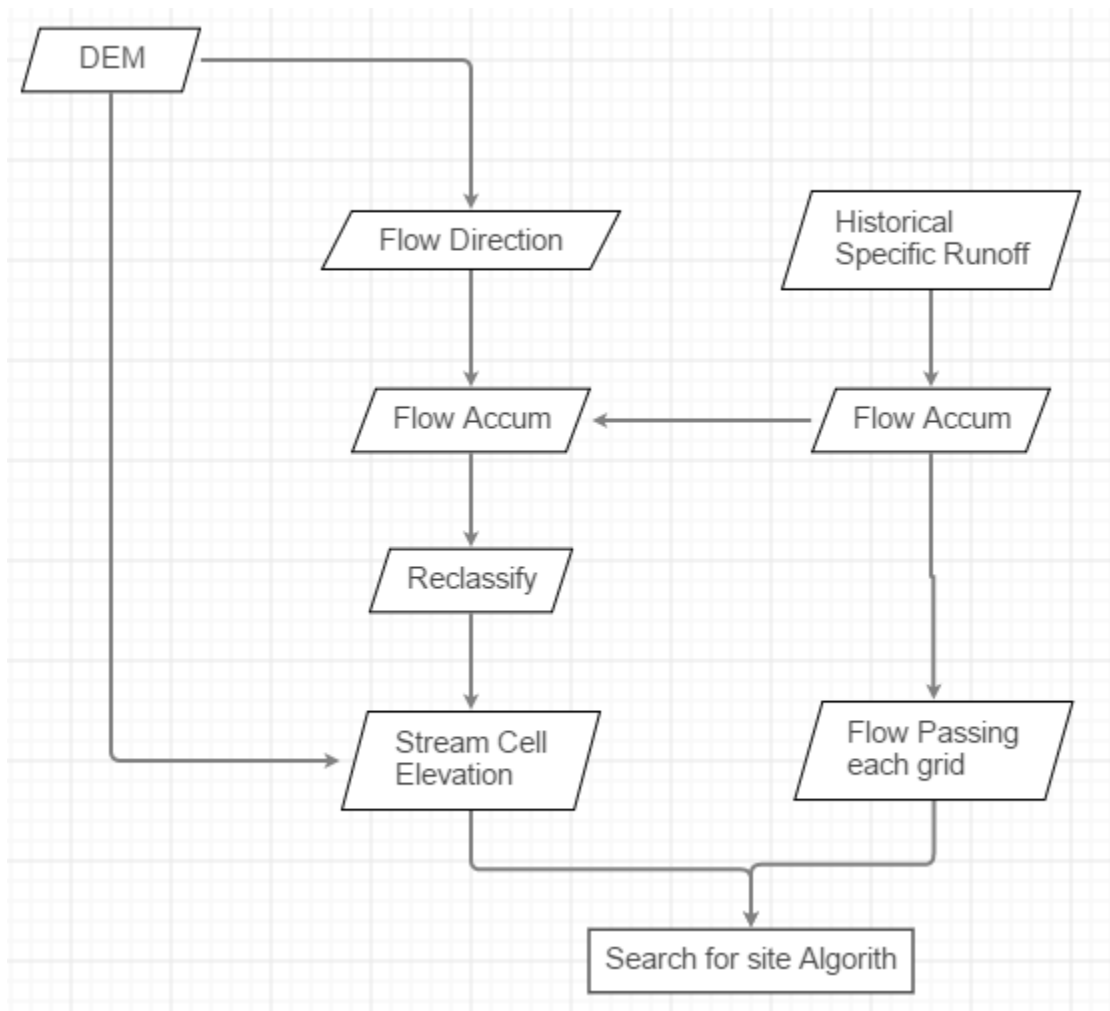 DEM
Flow Direction
Historical
Specific Runoff
Flow Accum
Flow Accum
Reclassify
Stream Cell
Elevation
Flow Passing
each grid
Search for site Algorith